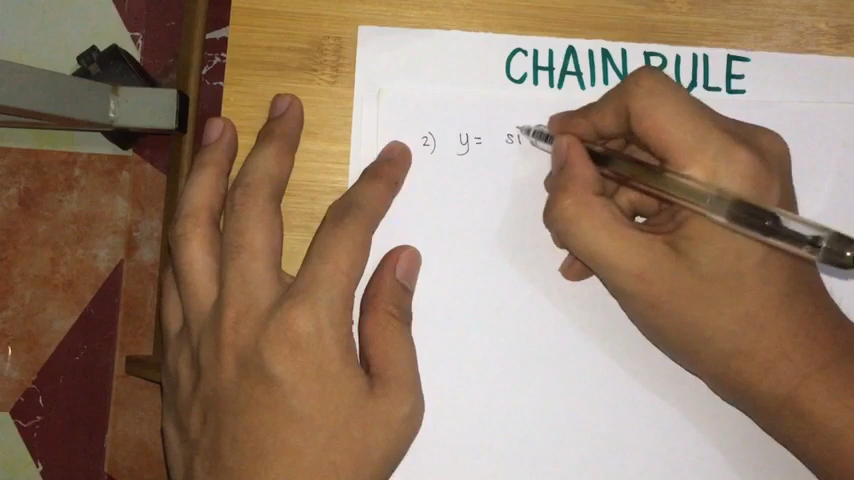 CHAIN RULE
2) y = si